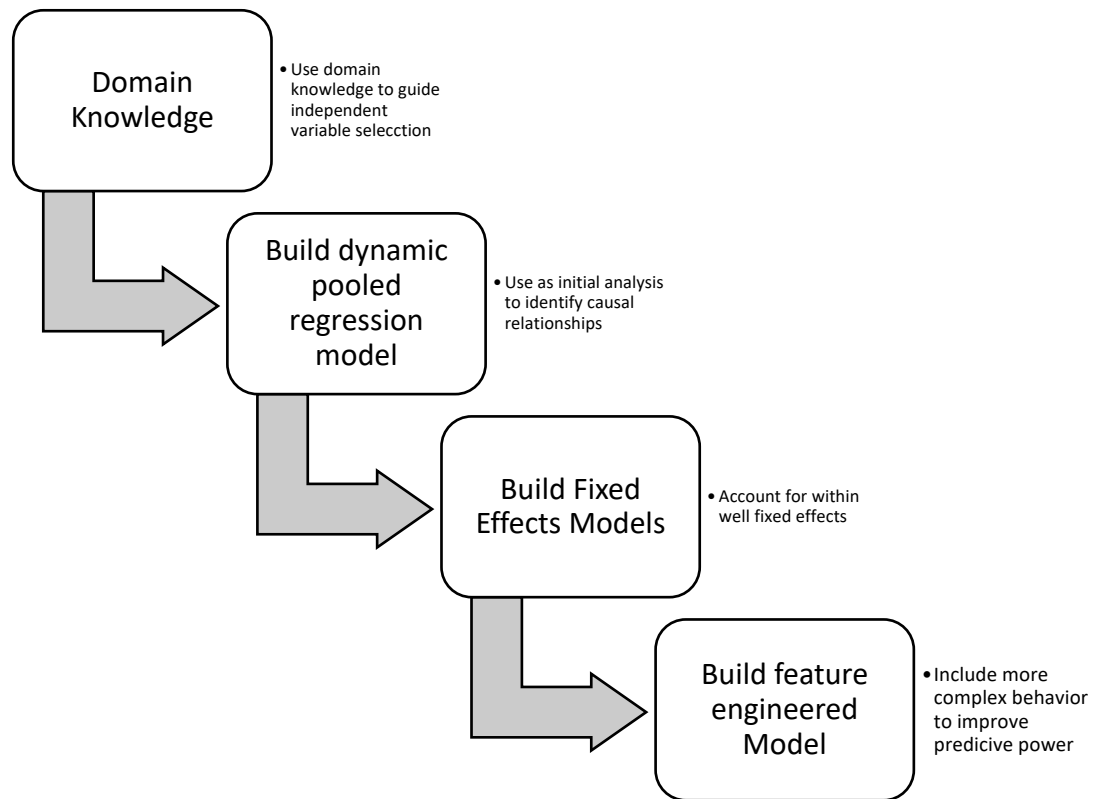 Domain
Knowledge
• Use domain
knowledge to guide
independent
variable selecction
Build dynamic
pooled
regression
model
• Use as initial analysis
to identify causal
relationships
Build Fixed
Effects Models
• Account for within
well fixed effects
Build feature
engineered
Model
• Include more
complex behavior
to improve
predicive power